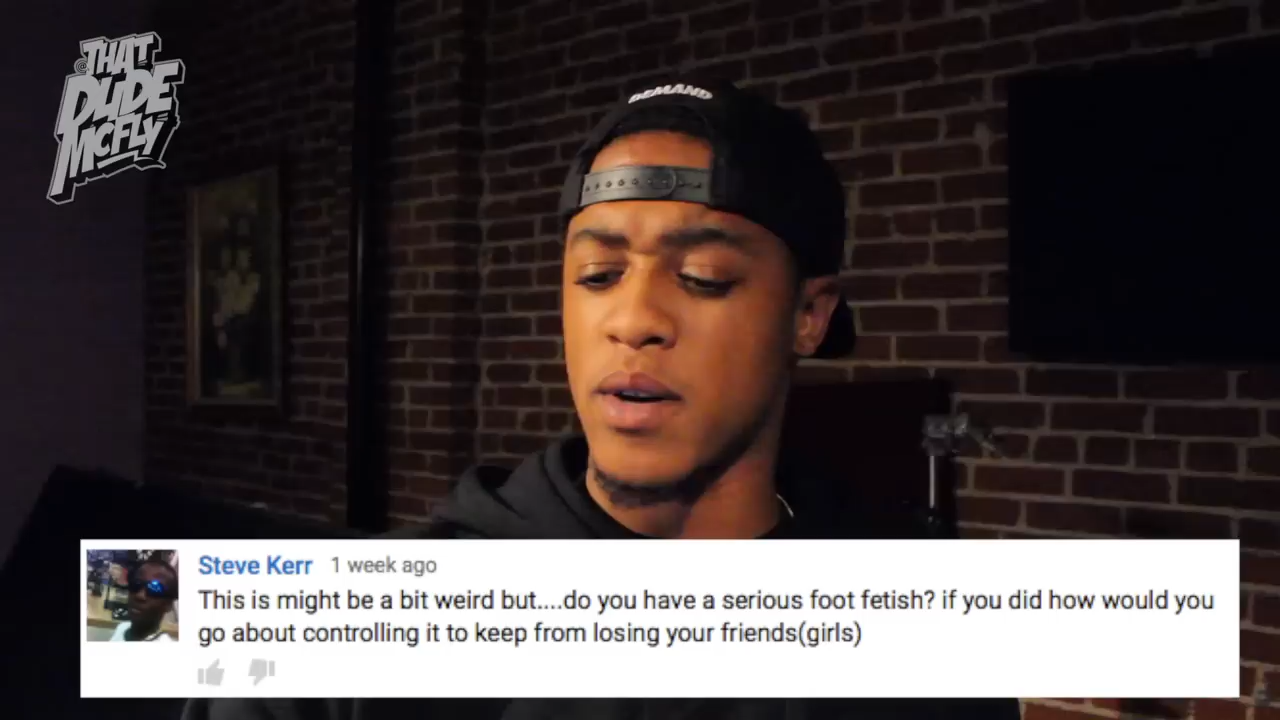 @THAT
DUDE
MCFLY
DEMAND
Steve Kerr 1 week ago
This is might be a bit weird but....do you have a serious foot fetish? if you did how would you
go about controlling it to keep from losing your friends(girls)